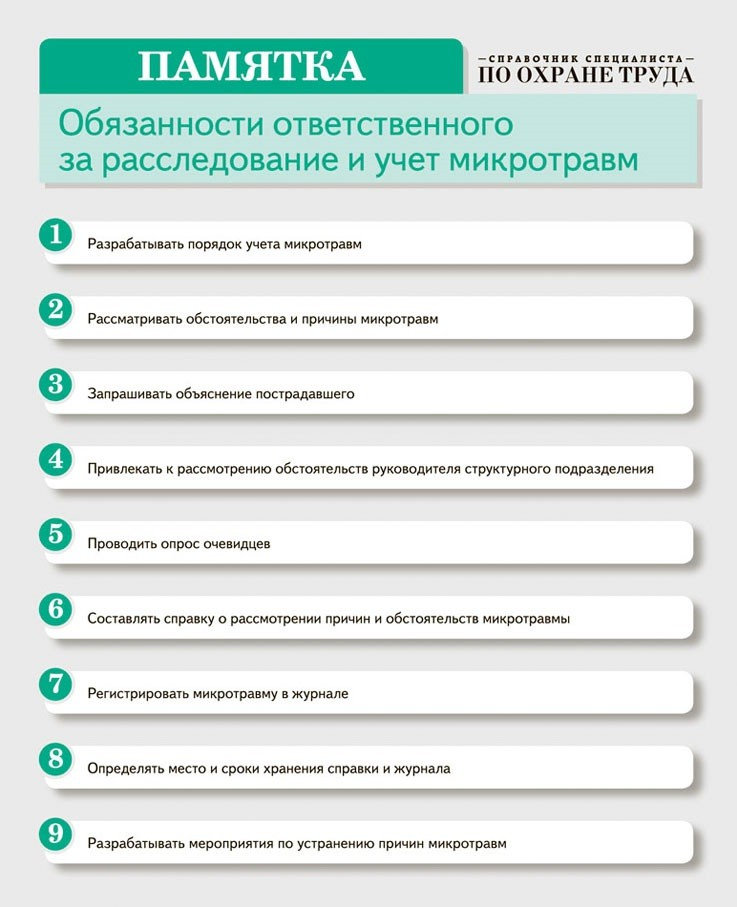 ПАМЯТКА
–СПРАВОЧНИК СПЕЦИАЛИСТА–
ПО ОХРАНЕ ТРУДА
Обязанности ответственного
за расследование и учет микротравм
1
Разрабатывать порядок учета микротравм
2
Рассматривать обстоятельства и причины микротравм
3
Запрашивать объяснение пострадавшего
4
Привлекать к рассмотрению обстоятельств руководителя структурного подразделения
5
Проводить опрос очевидцев
6
Составлять справку о рассмотрении причин и обстоятельств микротравмы
7
Регистрировать микротравму в журнале
8
Определять место и сроки хранения справки и журнала
9
Разрабатывать мероприятия по устранению причин микротравм